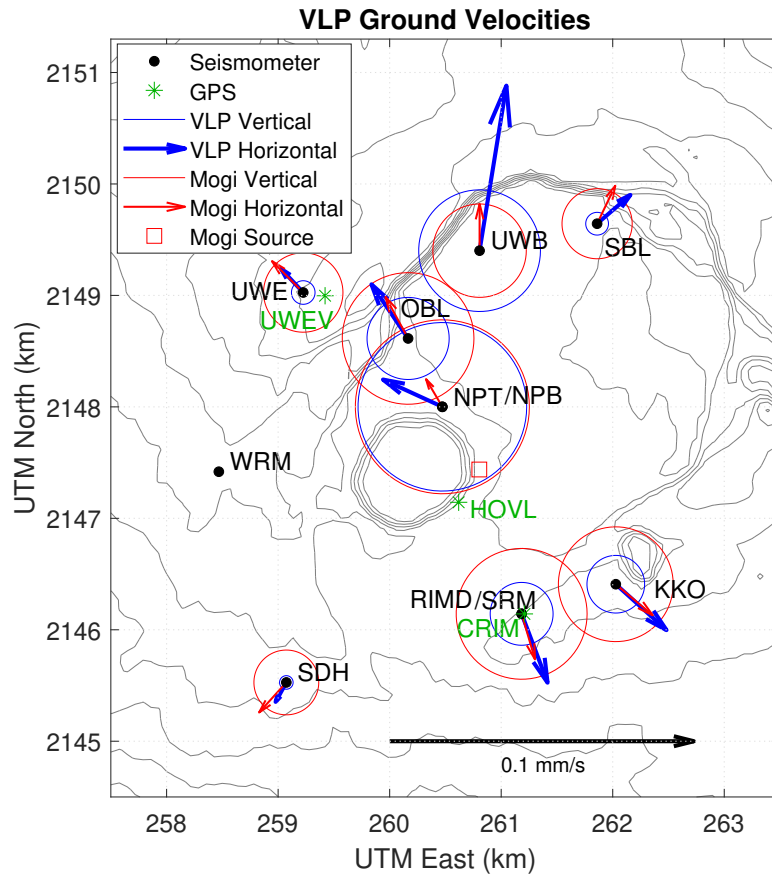 VLP Ground Velocities
Seismometer
GPS
VLP Vertical
VLP Horizontal
Mogi Vertical
Mogi Horizontal
Mogi Source
UWB
SBL
UWE
UWEV
OBL
NPT/NPB
WRM
HOVL
RIMD/SRM
KKO
CRIM
SDH
0.1 mm/s
2151
2150
2149
2148
2147
2146
2145
UTM North (km)
258 259 260 261 262 263
UTM East (km)